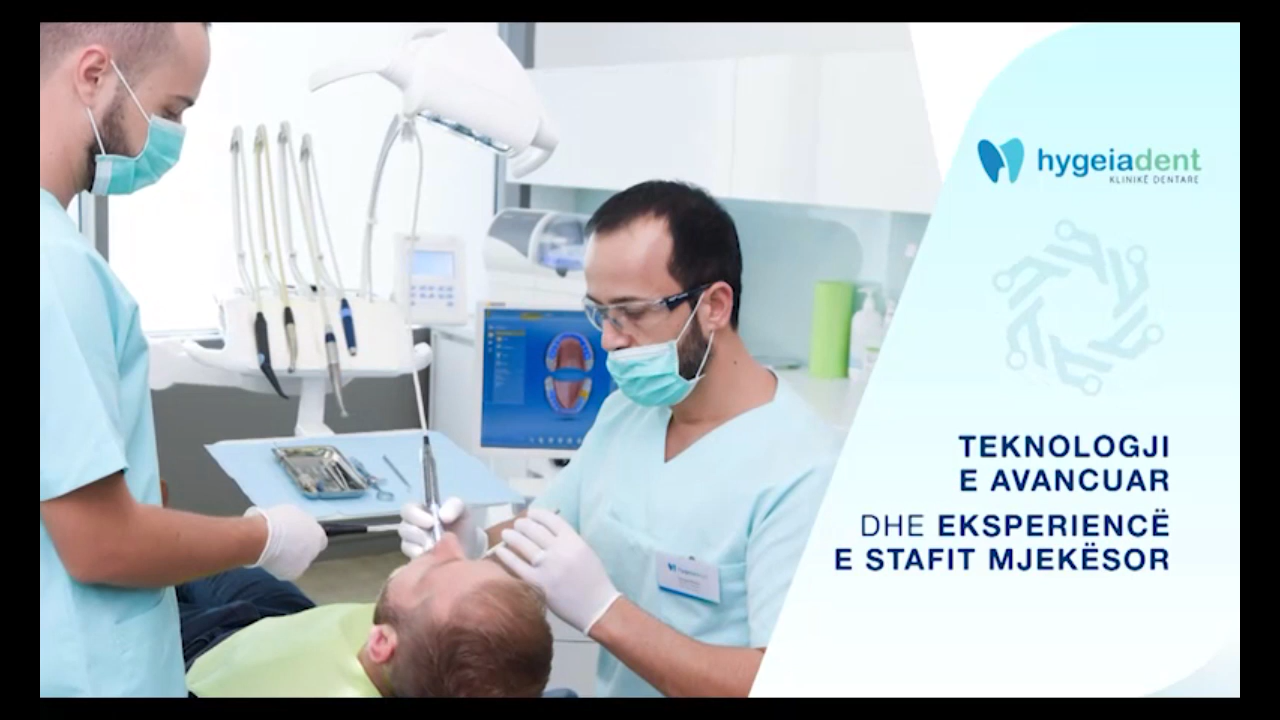 hygeiadent
KLINIKË DENTARE
TEKNOLOGJI
E AVANCUAR
DHE EKSPERIENCË
E STAFIT MJEKËSOR